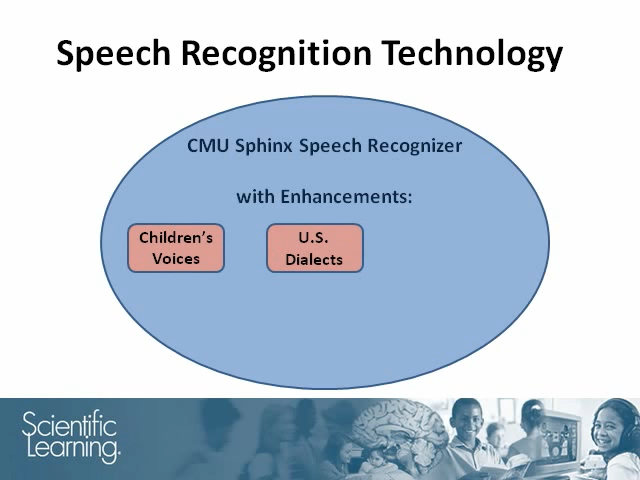 Speech Recognition Technology
CMU Sphinx Speech Recognizer
with Enhancements:
Children's
Voices
U.S.
Dialects
Scientific
Learning.